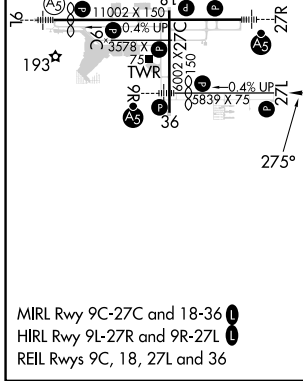 18
A5
9L
11002 X 150
27R
0.4% UP
9C
3578 X
75
27C
A5
193
TWR
6002 X 150
0.4% UP
9R
5839 X 75
27L
A5
36
275°
MIRL Rwy 9C-27C and 18-36 L
HIRL Rwy 9L-27R and 9R-27L L
REIL Rwys 9C, 18, 27L and 36